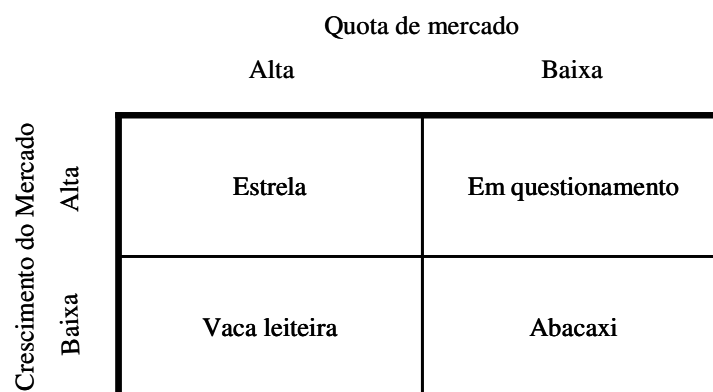 Quota de mercado
Alta
Baixa
Crescimento do Mercado
Alta
Estrela
Em questionamento
Baixa
Vaca leiteira
Abacaxi